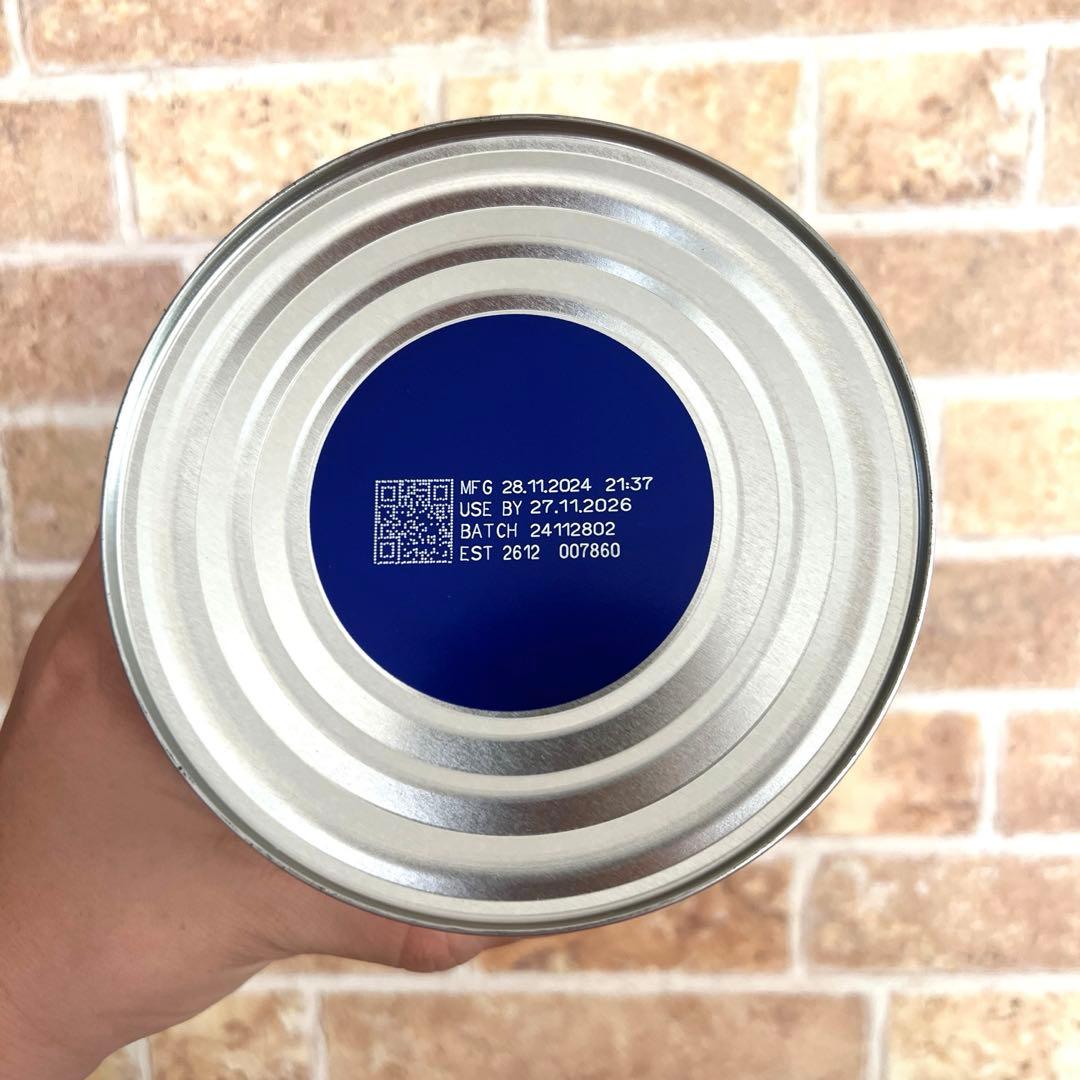 MFG 28.11.2024 21:37
USE BY 27.11.2026
BATCH 24112802
EST 2612 007860